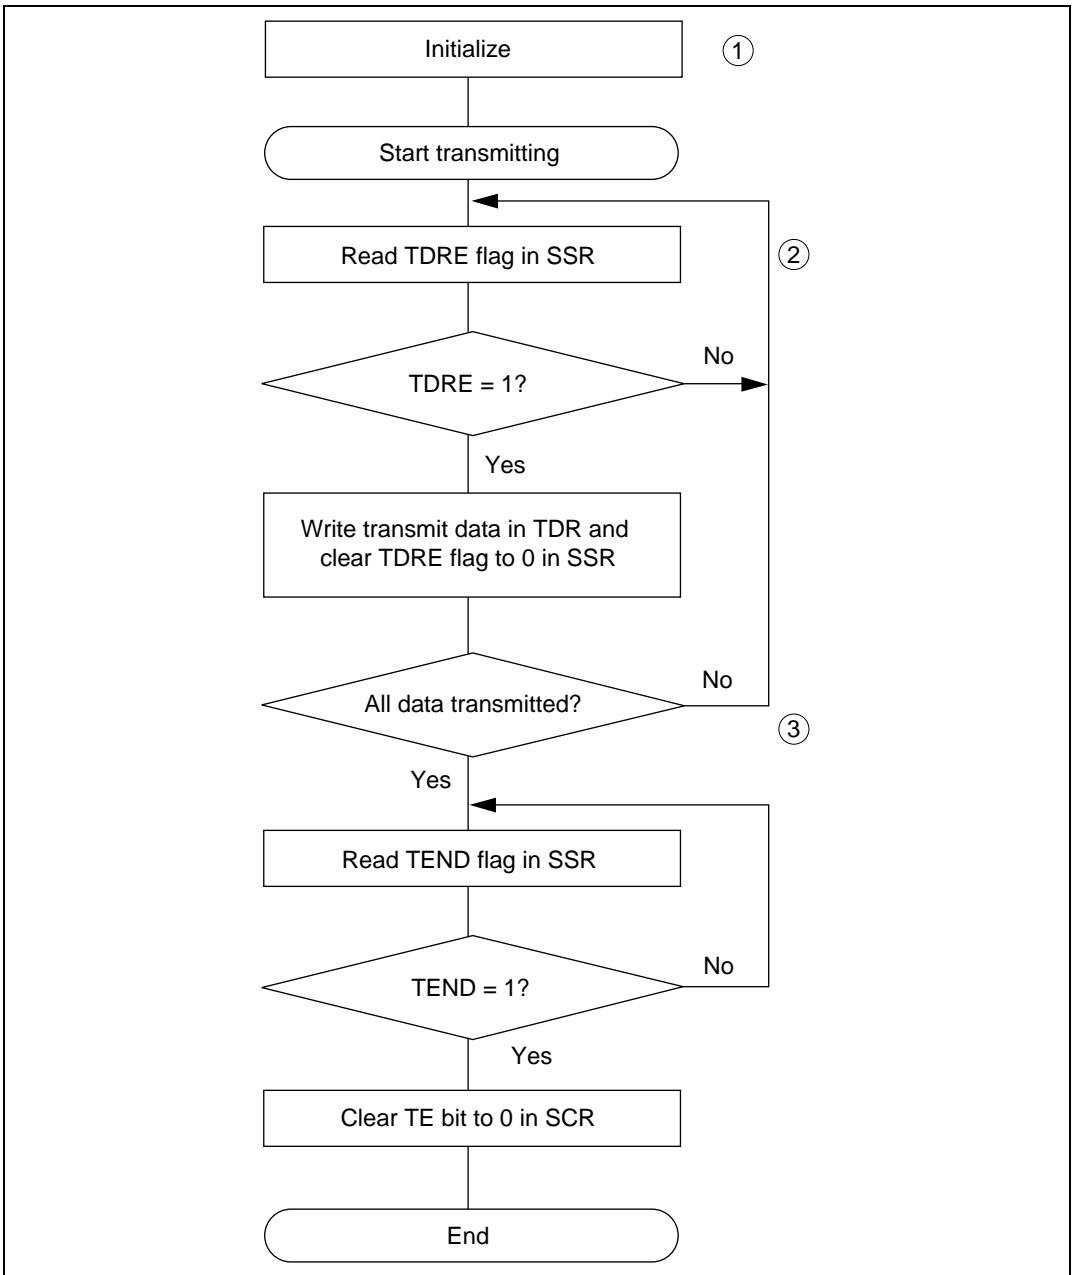 Initialize
①
Start transmitting
Read TDRE flag in SSR
②
TDRE = 1?
No
Yes
Write transmit data in TDR and
clear TDRE flag to 0 in SSR
All data transmitted?
No
③
Yes
Read TEND flag in SSR
TEND = 1?
No
Yes
Clear TE bit to 0 in SCR
End